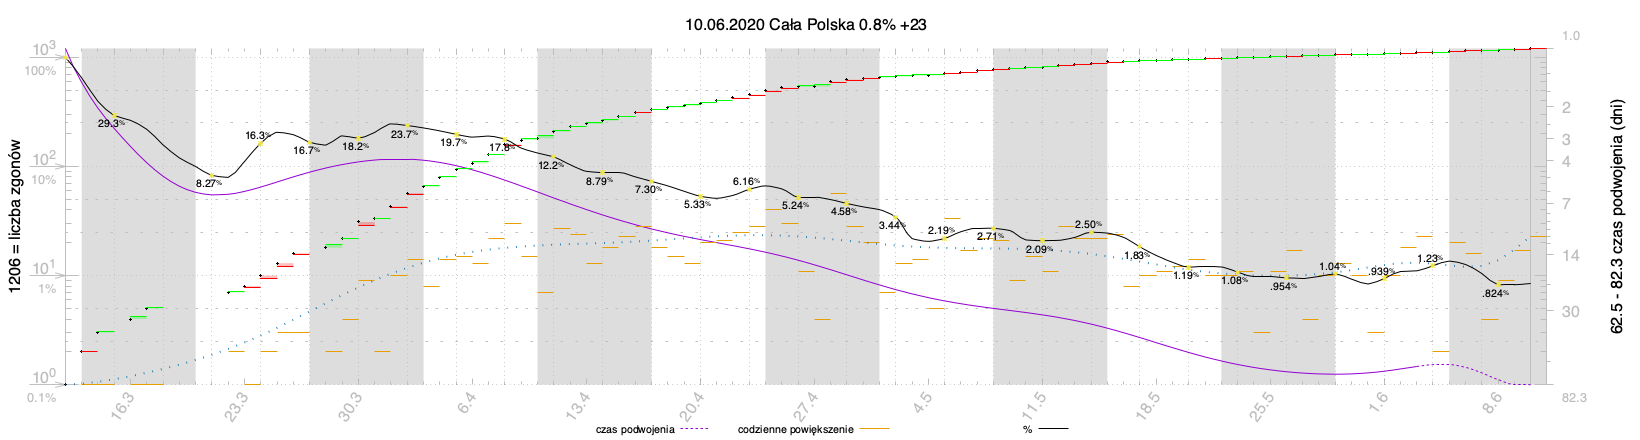 10.06.2020 Cała Polska 0.8% +23
10³ 1.0
100%
2
29.3% 16.3% 16.7% 18.2% 23.7% 19.7% 17.8% 3
10² 12.2% 4
10% 8.27% 8.79% 7.30% 5.33% 6.16% 5.24% 4.58% 7
3.44% 2.19% 2.71% 2.09% 2.50% 1.83% 14
10¹ 1.19% 1.08% .954% 1.04% .939% 1.23% .824%
1% 30
10⁰
0.1% 82.3
16.3 23.3 30.3 6.4 13.4 20.4 27.4 4.5 11.5 18.5 25.5 1.6 8.6
1206 = liczba zgonów
62.5 - 82.3 czas podwojenia (dni)
czas podwojenia codzienne powiększenie %